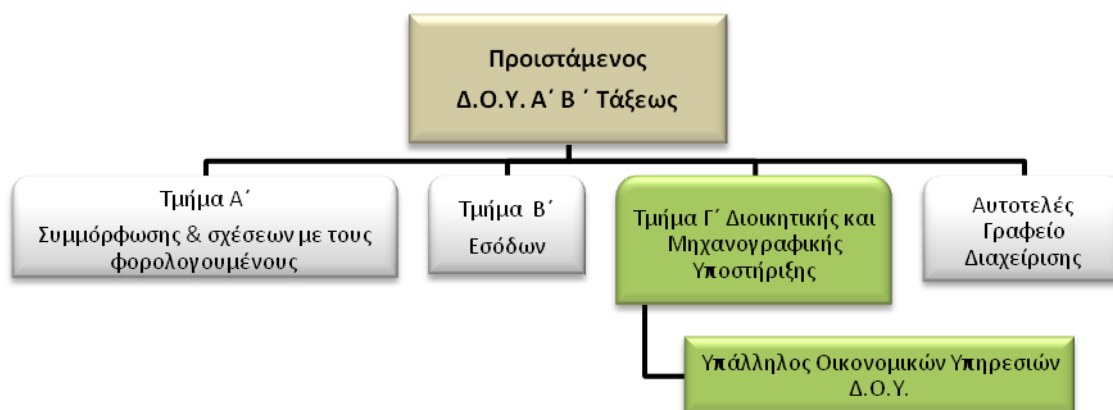 Προιστάμενος
Δ.Ο.Υ. Α΄ Β ΄ Τάξεως
Τμήμα Α΄
Συμμόρφωσης & σχέσεων με τους
φορολογουμένους
Τμήμα Β΄
Εσόδων
Τμήμα Γ΄ Διοικητικής και
Μηχανογραφικής
Υποστήριξης
Αυτοτελές
Γραφείο
Διαχείρισης
Υπάλληλος Οικονομικών Υπηρεσιών
Δ.Ο.Υ.